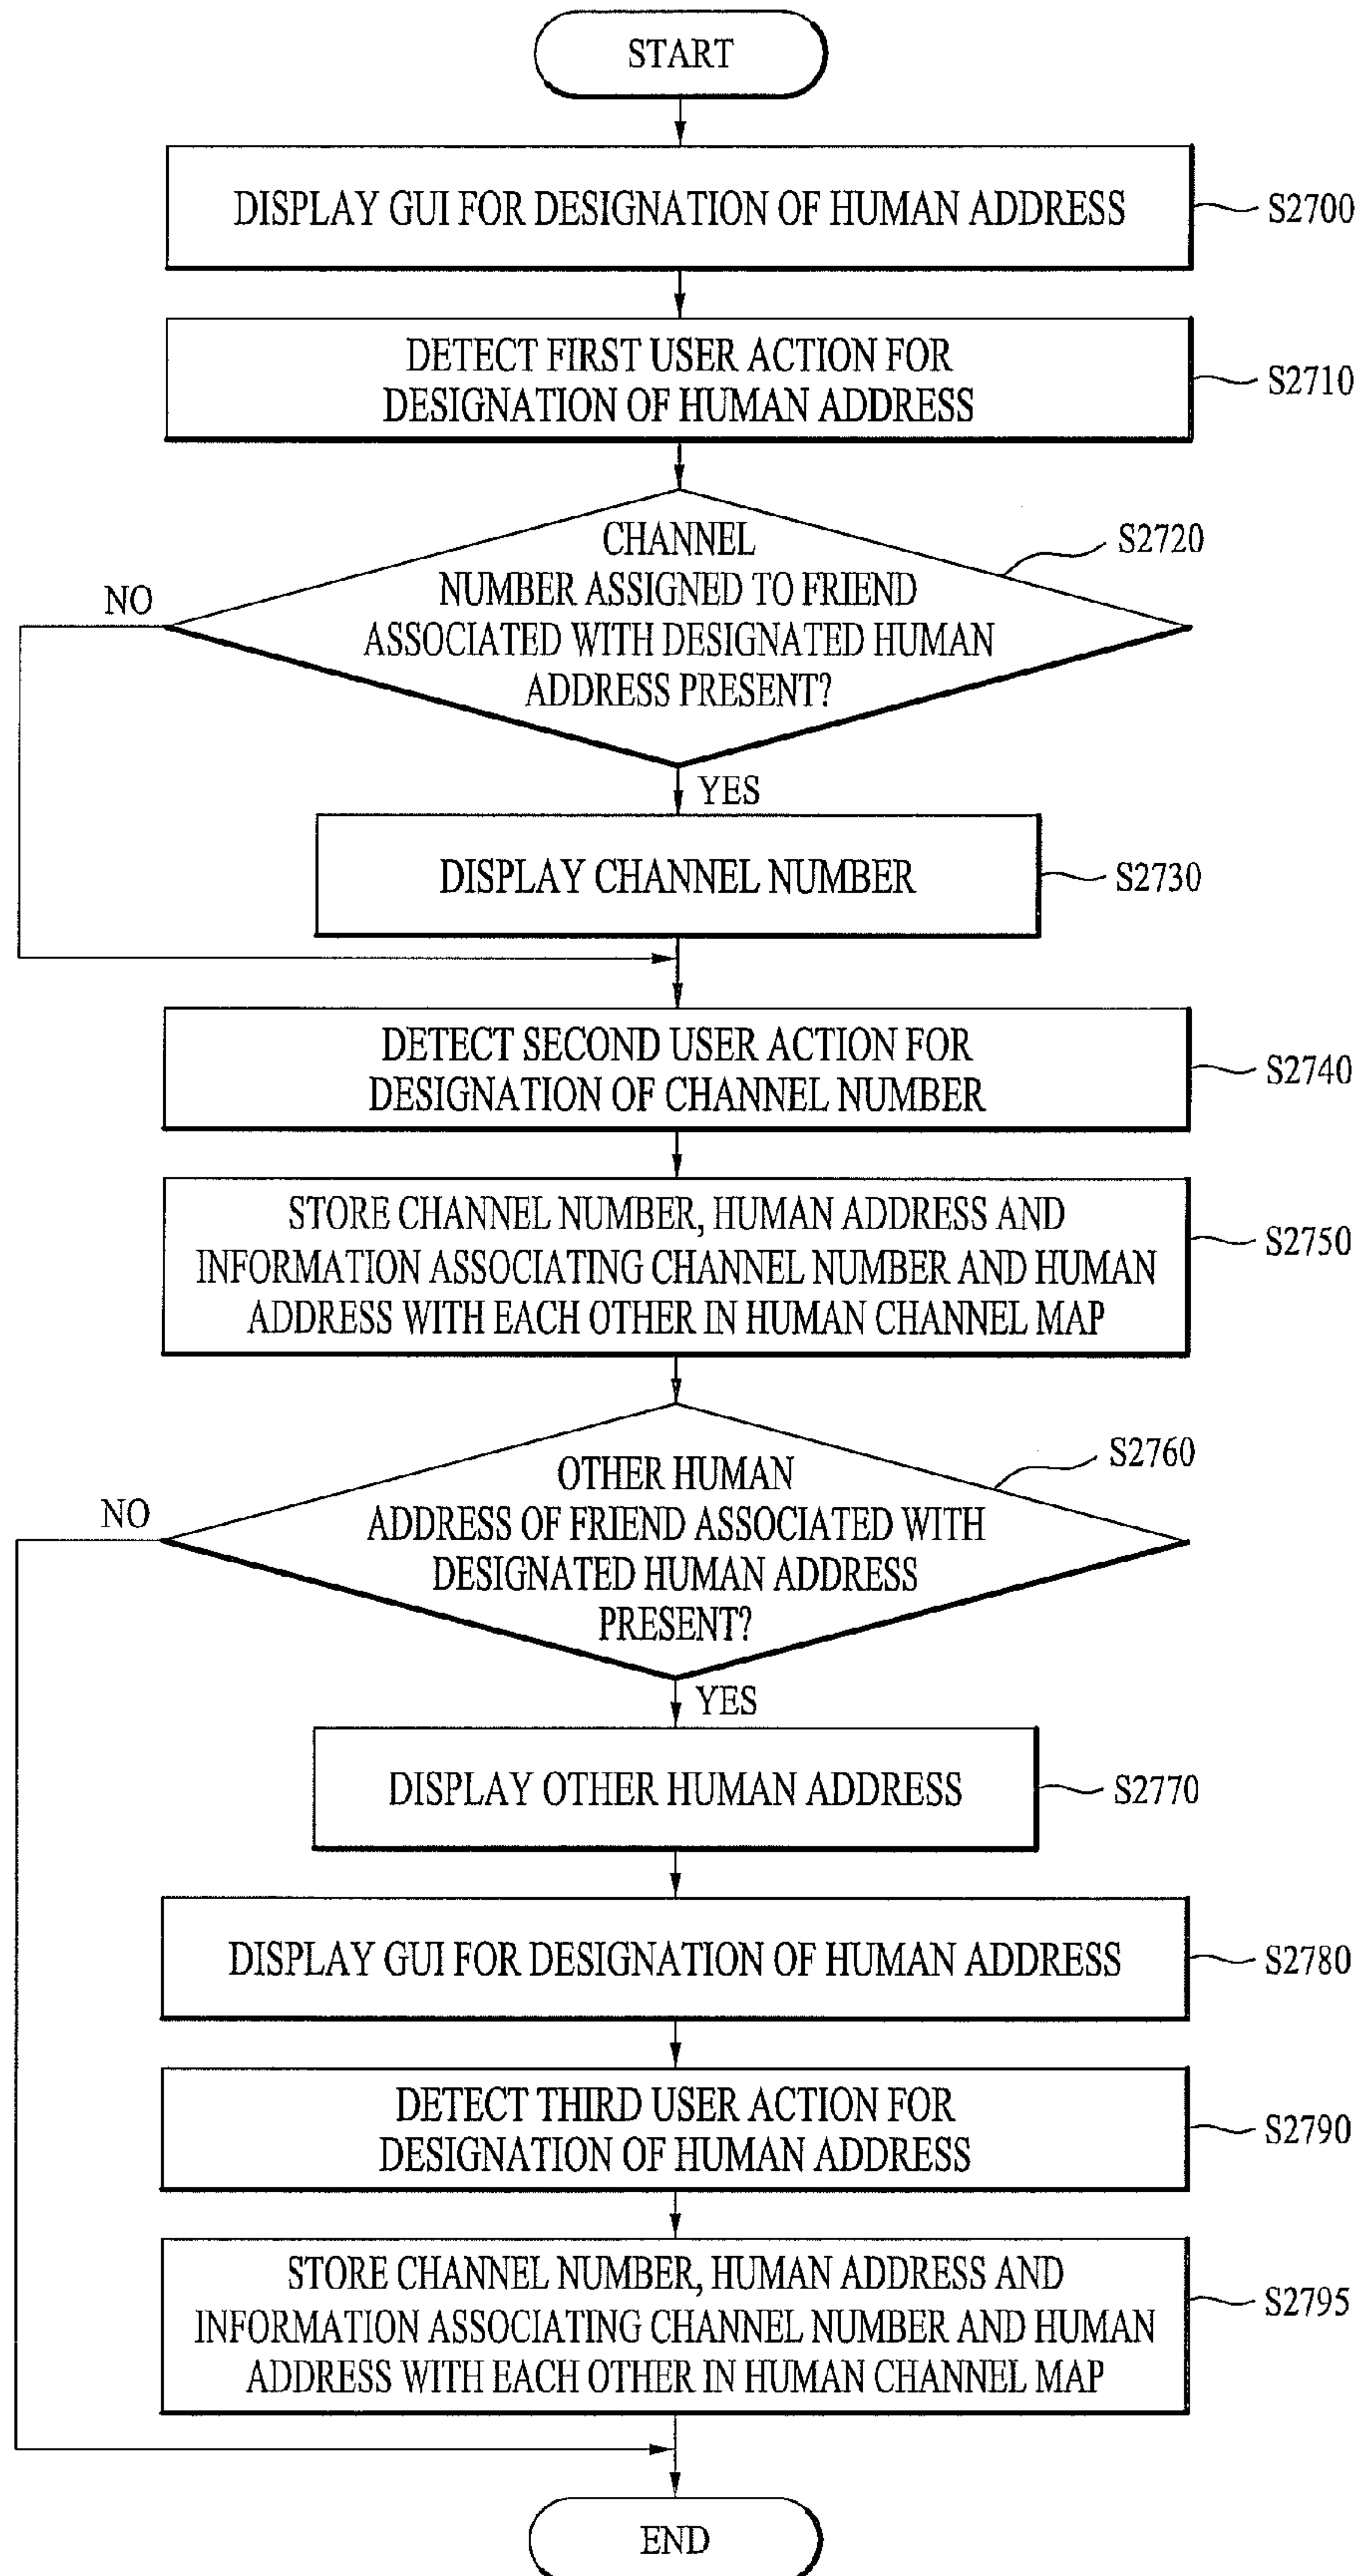 START
DISPLAY GUI FOR DESIGNATION OF HUMAN ADDRESS
S2700
DETECT FIRST USER ACTION FOR
DESIGNATION OF HUMAN ADDRESS
S2710
CHANNEL
NUMBER ASSIGNED TO FRIEND
ASSOCIATED WITH DESIGNATED HUMAN
ADDRESS PRESENT?
S2720
NO
YES
DISPLAY CHANNEL NUMBER
S2730
DETECT SECOND USER ACTION FOR
DESIGNATION OF CHANNEL NUMBER
S2740
STORE CHANNEL NUMBER, HUMAN ADDRESS AND
INFORMATION ASSOCIATING CHANNEL NUMBER AND HUMAN
ADDRESS WITH EACH OTHER IN HUMAN CHANNEL MAP
S2750
OTHER HUMAN
ADDRESS OF FRIEND ASSOCIATED WITH
DESIGNATED HUMAN ADDRESS
PRESENT?
S2760
NO
YES
DISPLAY OTHER HUMAN ADDRESS
S2770
DISPLAY GUI FOR DESIGNATION OF HUMAN ADDRESS
S2780
DETECT THIRD USER ACTION FOR
DESIGNATION OF HUMAN ADDRESS
S2790
STORE CHANNEL NUMBER, HUMAN ADDRESS AND
INFORMATION ASSOCIATING CHANNEL NUMBER AND HUMAN
ADDRESS WITH EACH OTHER IN HUMAN CHANNEL MAP
S2795
END